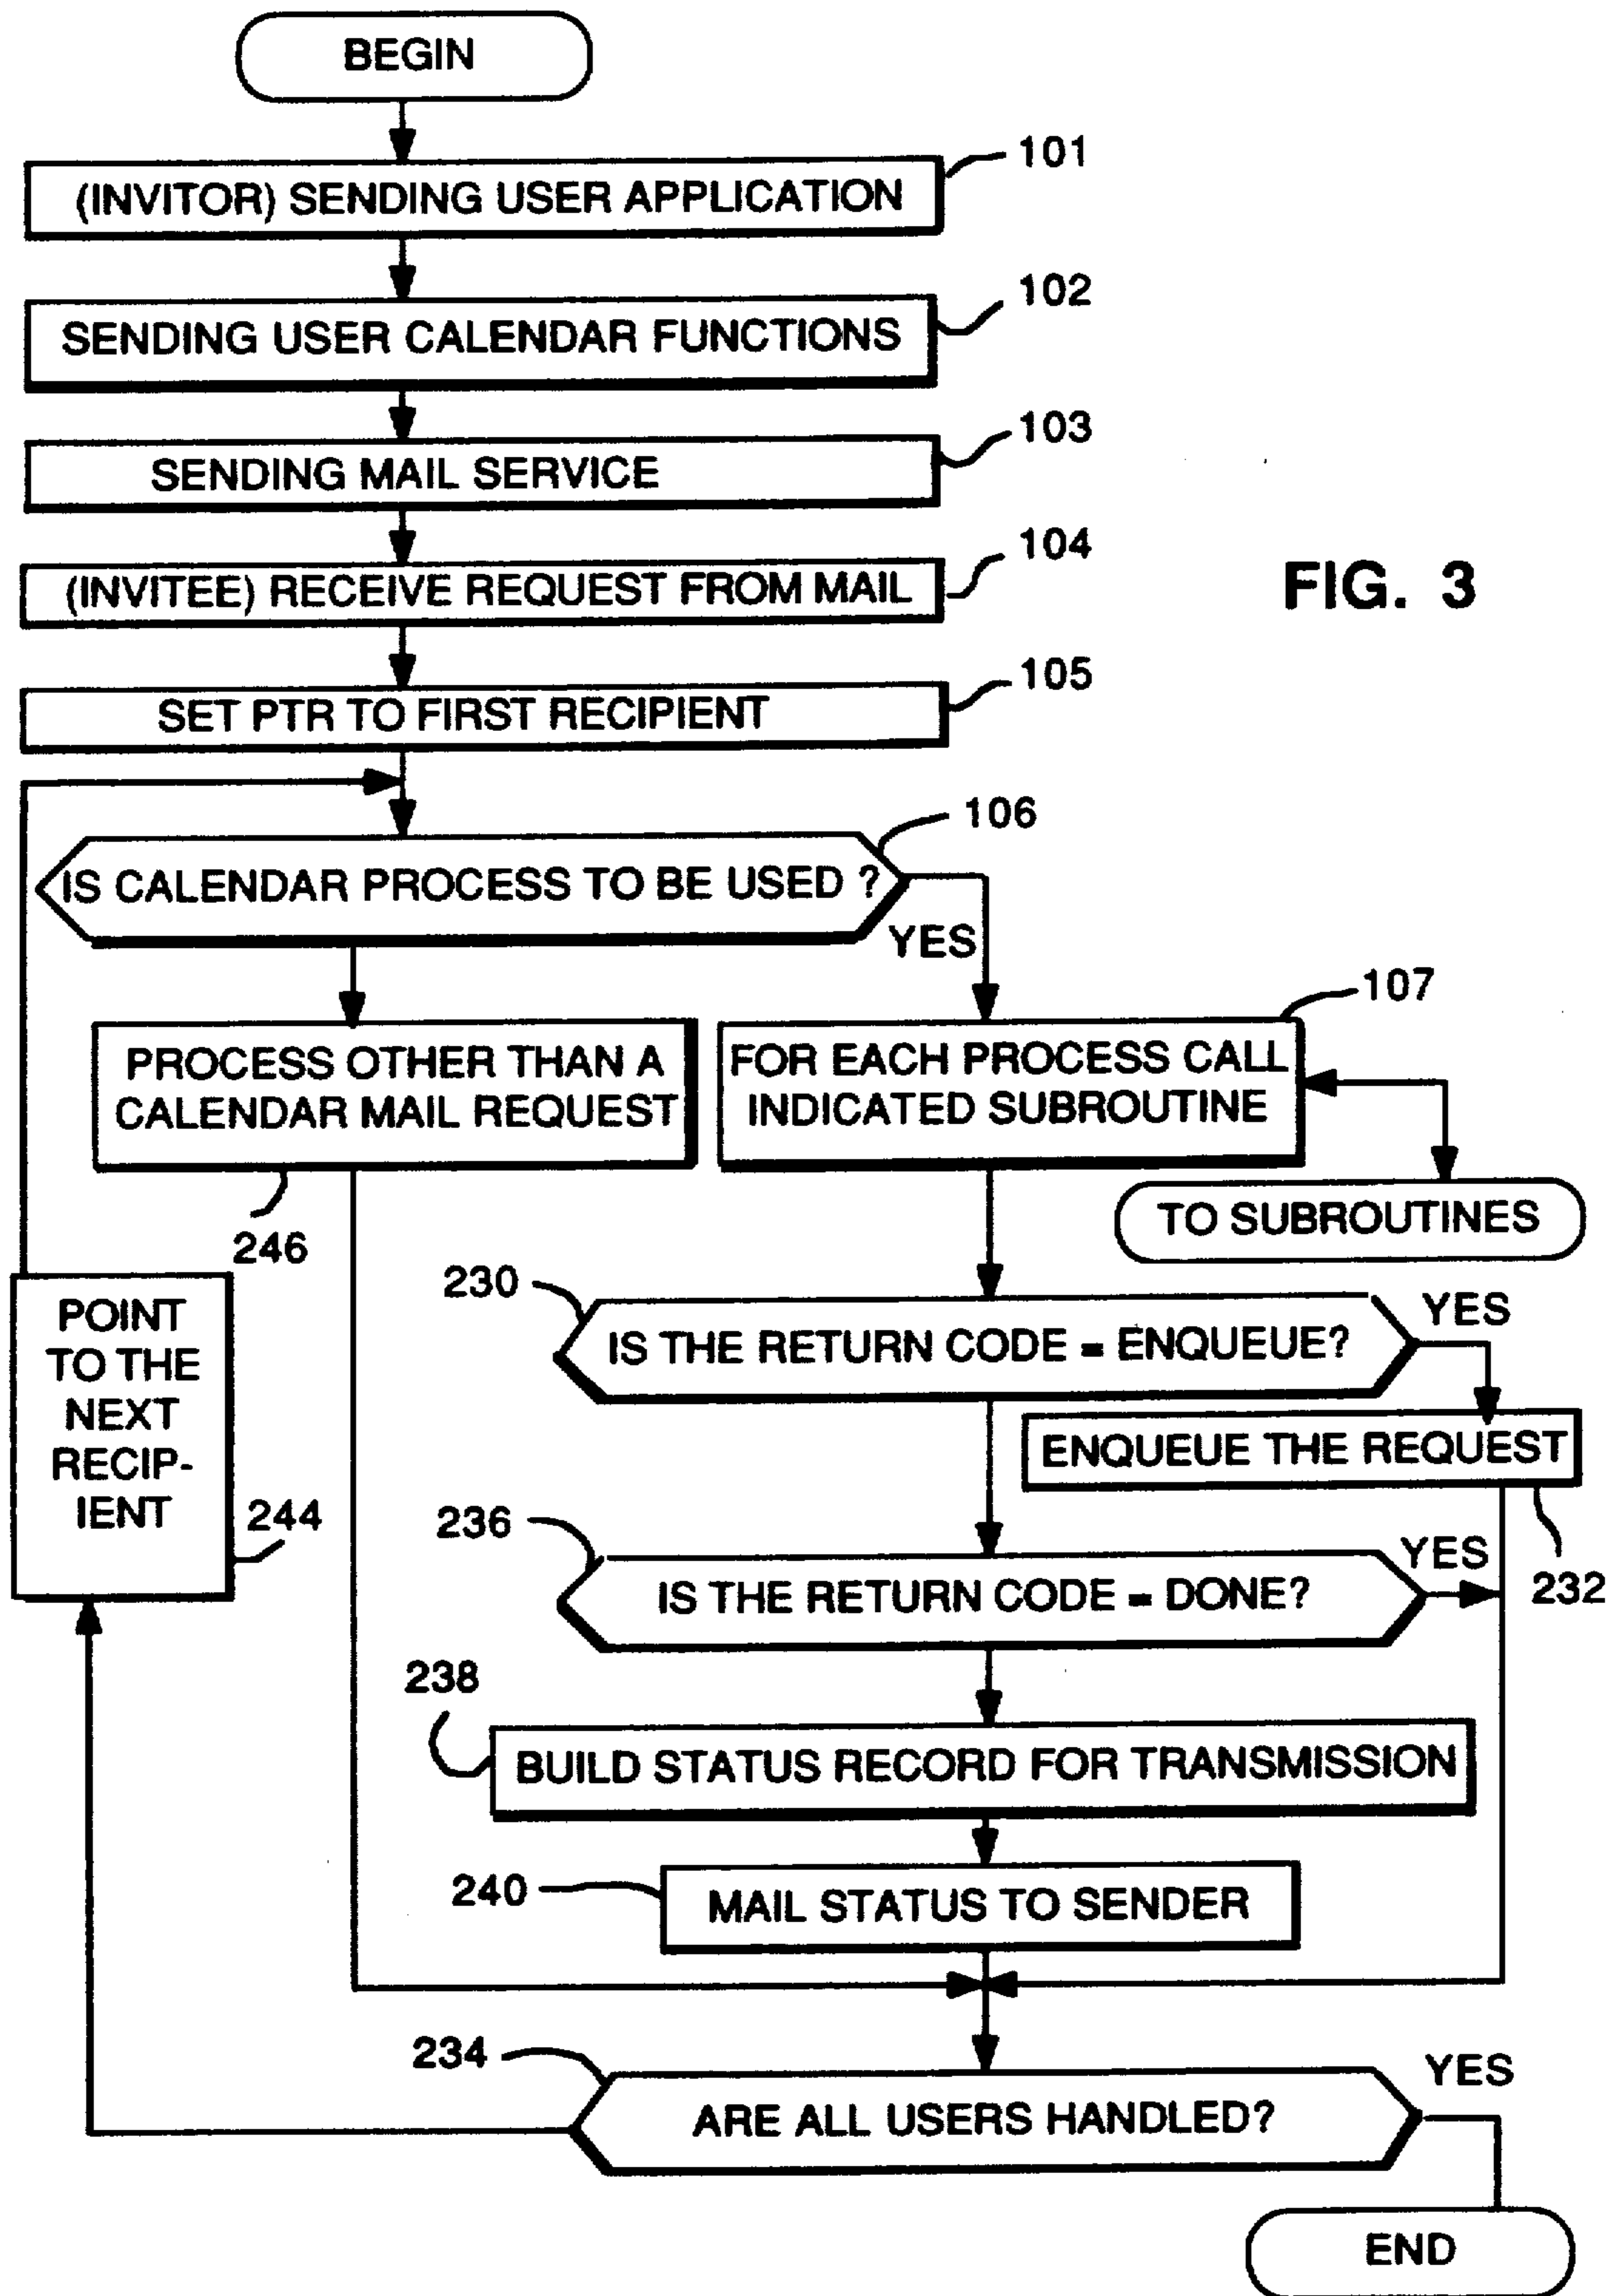 BEGIN
101
(INVITOR) SENDING USER APPLICATION
102
SENDING USER CALENDAR FUNCTIONS
103
SENDING MAIL SERVICE
104
(INVITEE) RECEIVE REQUEST FROM MAIL
FIG. 3
105
SET PTR TO FIRST RECIPIENT
106
IS CALENDAR PROCESS TO BE USED ?
YES
107
PROCESS OTHER THAN A
CALENDAR MAIL REQUEST
246
FOR EACH PROCESS CALL
INDICATED SUBROUTINE
TO SUBROUTINES
230
IS THE RETURN CODE = ENQUEUE?
YES
ENQUEUE THE REQUEST
232
POINT
TO THE
NEXT
RECIP-
IENT
244
236
IS THE RETURN CODE = DONE?
YES
238
BUILD STATUS RECORD FOR TRANSMISSION
240
MAIL STATUS TO SENDER
234
ARE ALL USERS HANDLED?
YES
END